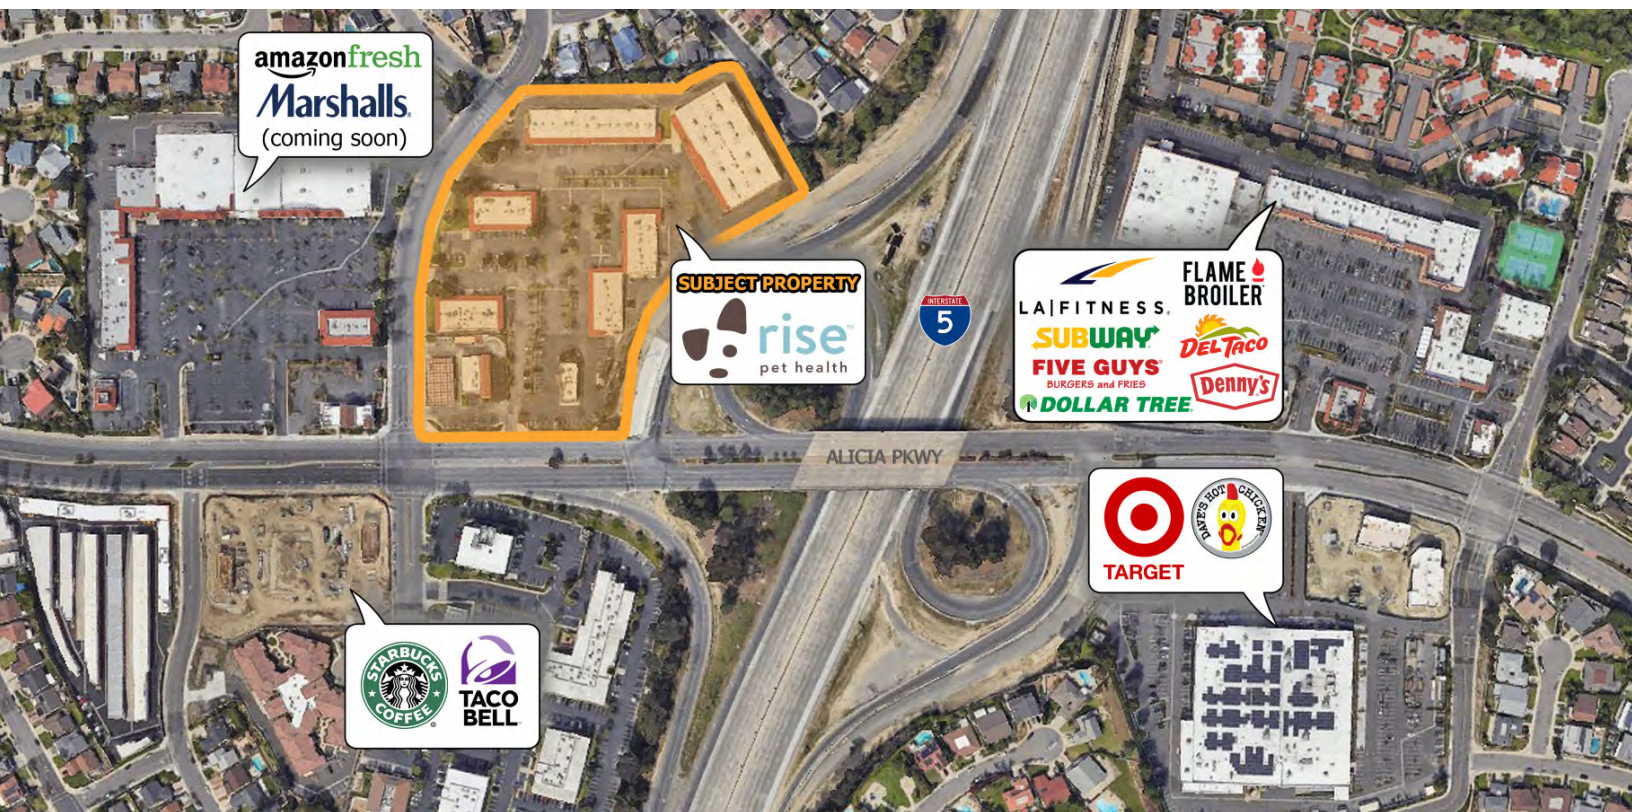 amazonfresh
Marshalls
(coming soon)
SUBJECT PROPERTY
rise™
pet health
INTERSTATE
5
LA|FITNESS.
FLAME
BROILER
SUBWAY
DEL TACO
FIVE GUYS
BURGERS and FRIES
Denny's
DOLLAR TREE
ALICIA PKWY
TARGET
DAVE'S HOT CHICKEN
STARBUCKS
COFFEE
TACO
BELL